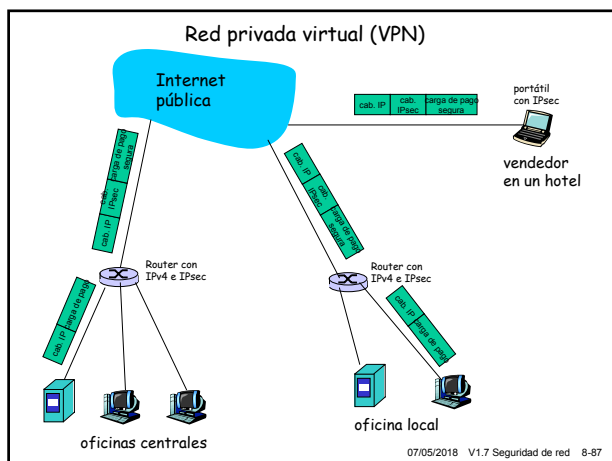 Red privada virtual (VPN)
Internet
pública
cab. IP
cab.
IPsec
carga de pago
segura
portátil
con IPsec
vendedor
en un hotel
cab. IP
cab.
IPsec
carga de pago
segura
cab. IP
cab.
IPsec
carga de pago
segura
Router con
IPv4 e IPsec
Router con
IPv4 e IPsec
cab. IP
carga de pago
cab. IP
carga de pago
oficinas centrales
oficina local
07/05/2018 V1.7 Seguridad de red 8-87